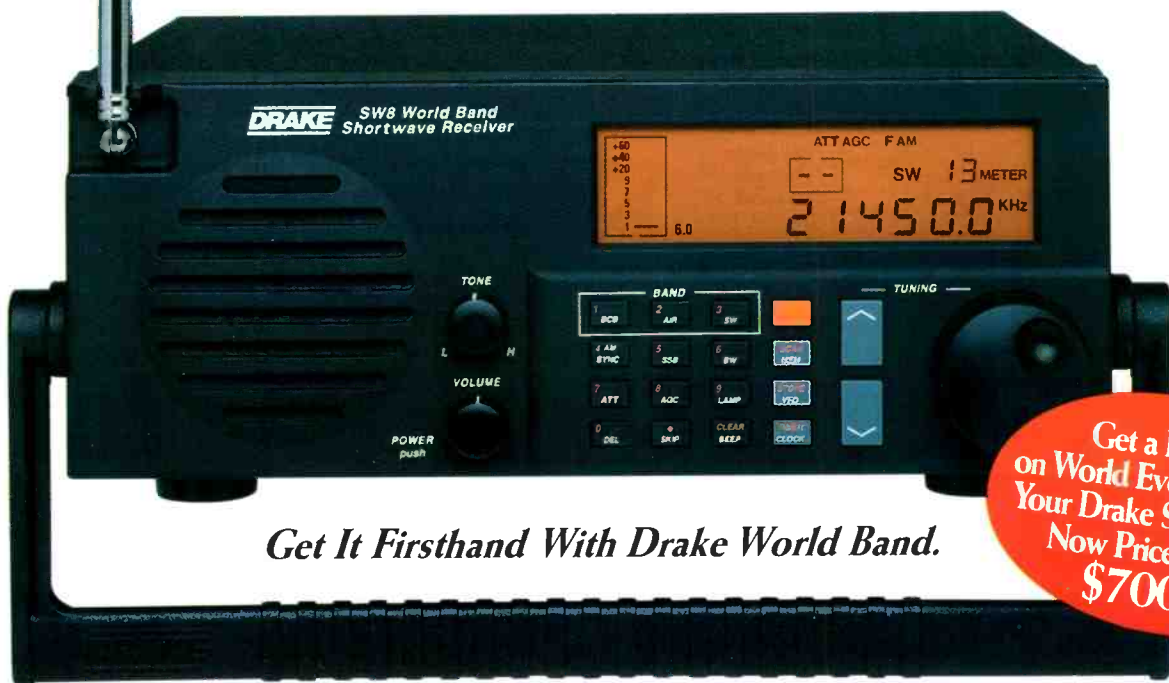 DRAKE SW8 World Band
Shortwave Receiver
+60
+40
+20
9
7
5
3
1
6.0
ATT AGC F AM
--
SW 13 METER
21450.0 KHz
TONE
L H
VOLUME
POWER
push
BAND
1 BCB 2 AIR 3 SW
4 AM SYNC 5 SSB 6 BW SCAN MEM
7 ATT 8 AGC 9 LAMP STORE VFO
0 DEL SKIP CLEAR BEEP CLOCK
TUNING
Get a
on World
Your Drake
Now
$700
Get It Firsthand With Drake World Band.